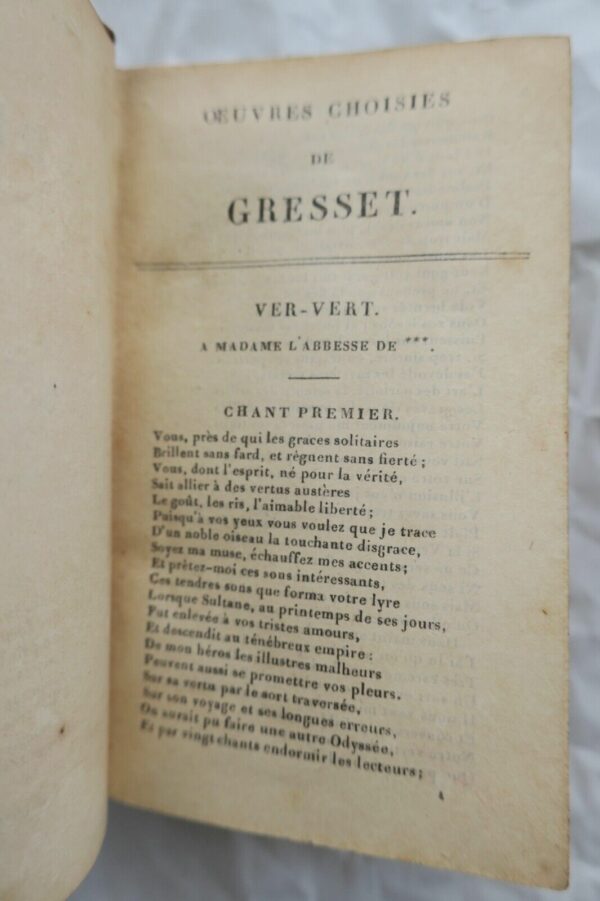 OEUVRES CHOISIES
DE
GRESSET.
VER-VERT.
A MADAME L'ABBESSE DE ***.
CHANT PREMIER.
Vous, près de qui les graces solitaires
Brillent sans fard, et règnent sans fierté;
Vous, dont l'esprit, né pour la vérité,
Sait allier à des vertus austères
Le goût, les ris, l'aimable liberté;
Puisqu'à vos yeux vous voulez que je trace
D'un noble oiseau la touchante disgrace,
Soyez ma muse, échauffez mes accents;
Et prêtez-moi ces sons intéressants,
Ces tendres sons que forma votre lyre
Lorsque Sultane, au printemps de ses jours,
Fut enlevée à vos tristes amours,
Et descendit au ténébreux empire:
De mon héros les illustres malheurs
Peuvent aussi se promettre vos pleurs.
Sur sa vertu par le sort traversée,
Sur son voyage et ses longues erreurs,
On aurait pu faire une autre Odyssée,
Et par vingt chants endormir les lecteurs;